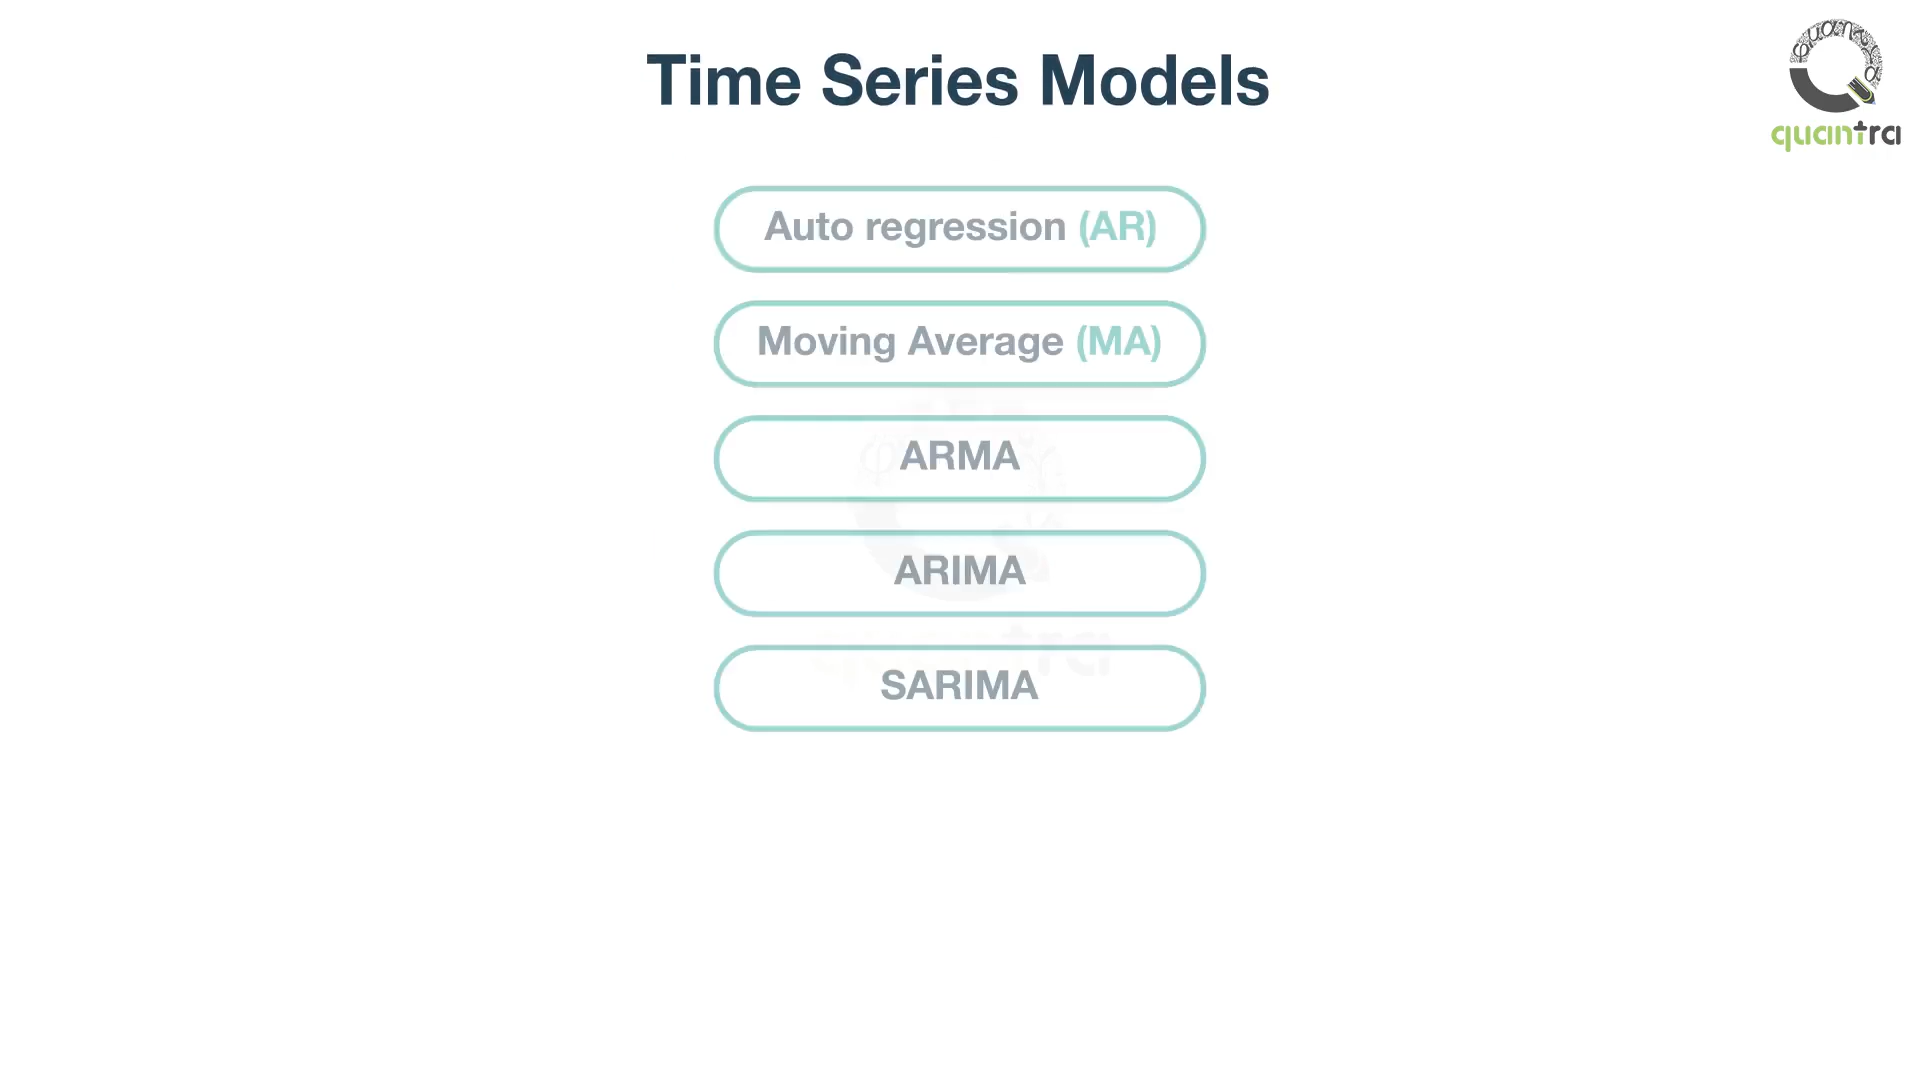 Time Series Models
quantra
Auto regression (AR)
Moving Average (MA)
ARMA
ARIMA
SARIMA